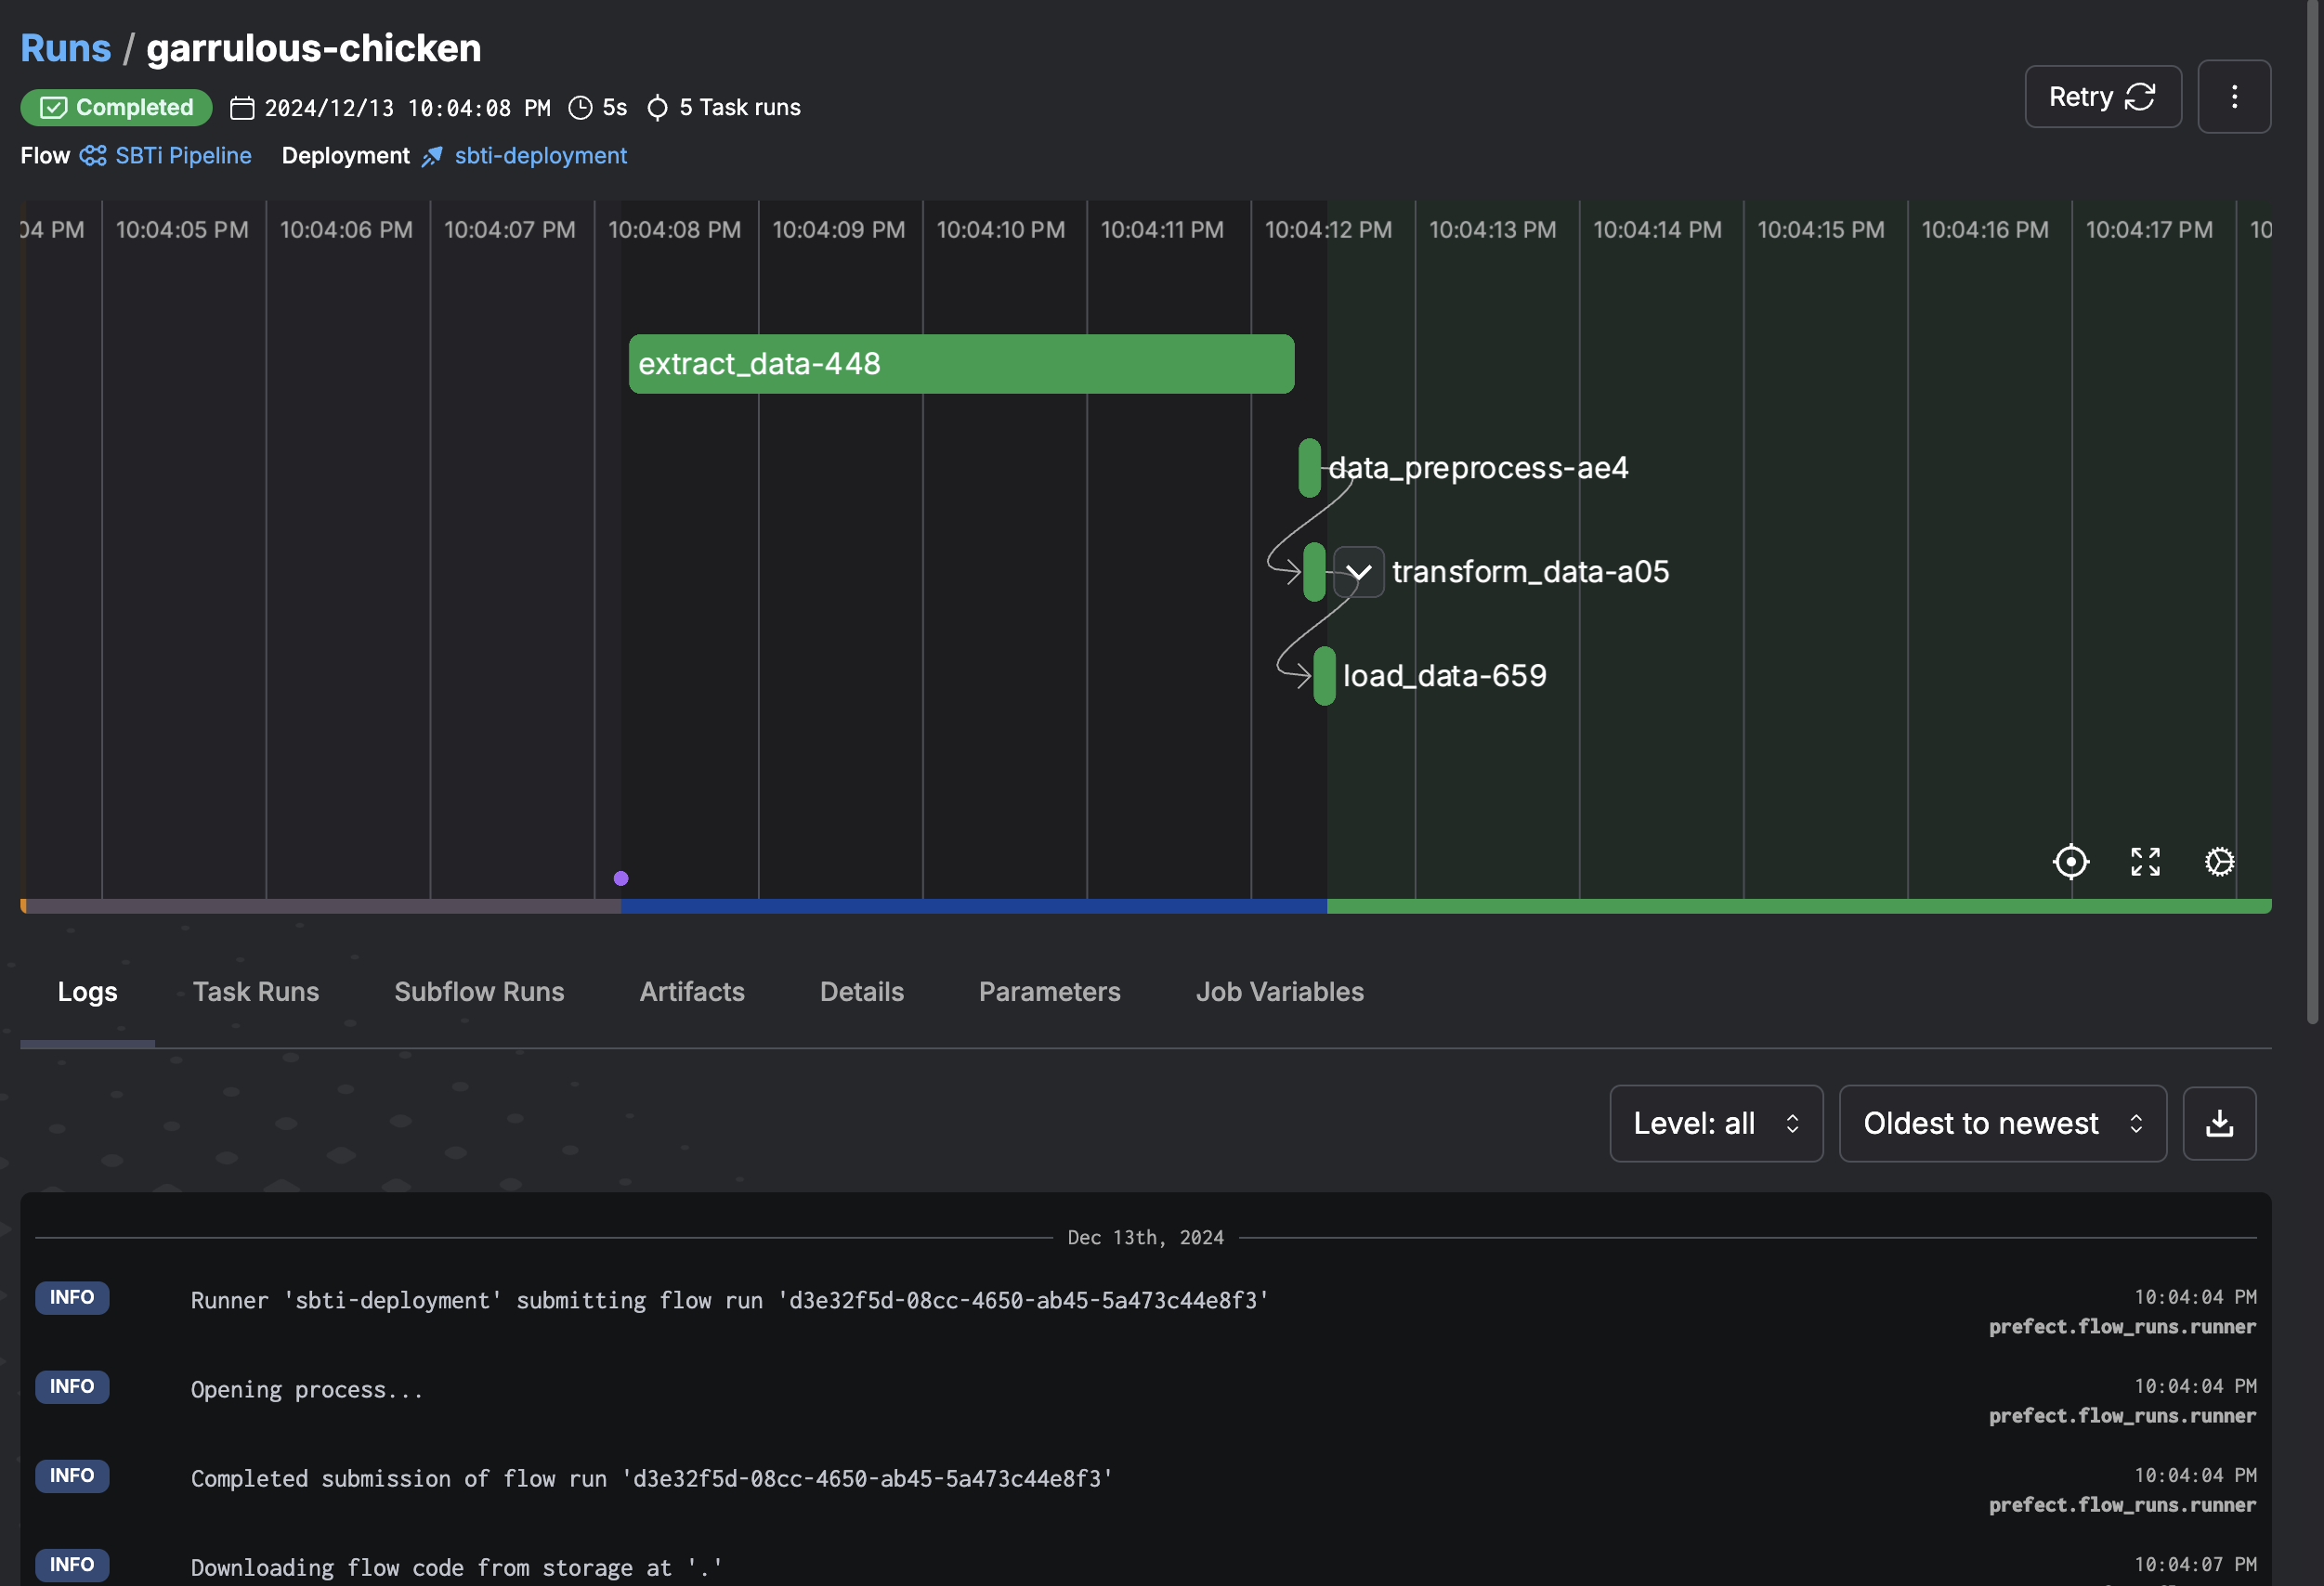 Runs / garrulous-chicken
Completed 2024/12/13 10:04:08 PM 5s 5 Task runs
Retry
Flow SBTi Pipeline Deployment sbti-deployment
04 PM 10:04:05 PM 10:04:06 PM 10:04:07 PM 10:04:08 PM 10:04:09 PM 10:04:10 PM 10:04:11 PM 10:04:12 PM 10:04:13 PM 10:04:14 PM 10:04:15 PM 10:04:16 PM 10:04:17 PM 10
extract_data-448
data_preprocess-ae4
transform_data-a05
load_data-659
Logs Task Runs Subflow Runs Artifacts Details Parameters Job Variables
Level: all Oldest to newest
Dec 13th, 2024
INFO Runner 'sbti-deployment' submitting flow run 'd3e32f5d-08cc-4650-ab45-5a473c44e8f3' 10:04:04 PM
prefect.flow_runs.runner
INFO Opening process... 10:04:04 PM
prefect.flow_runs.runner
INFO Completed submission of flow run 'd3e32f5d-08cc-4650-ab45-5a473c44e8f3' 10:04:04 PM
prefect.flow_runs.runner
INFO Downloading flow code from storage at '.' 10:04:07 PM